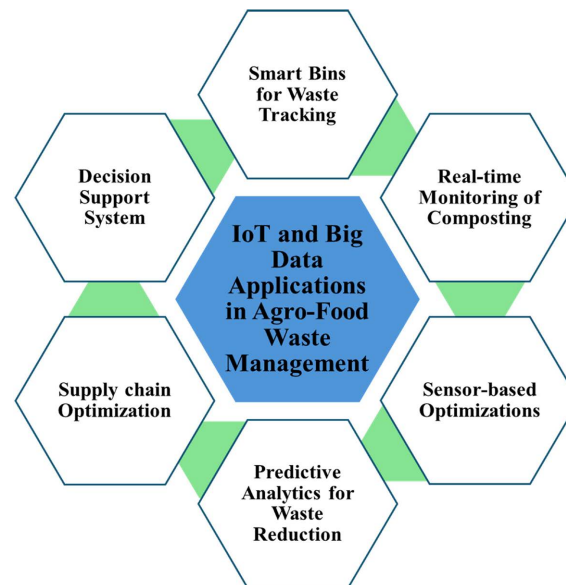 Smart Bins
for Waste
Tracking
Real-time
Monitoring of
Composting
Sensor-based
Optimizations
Predictive
Analytics for
Waste
Reduction
Supply chain
Optimization
Decision
Support
System
IoT and Big
Data
Applications
in Agro-Food
Waste
Management